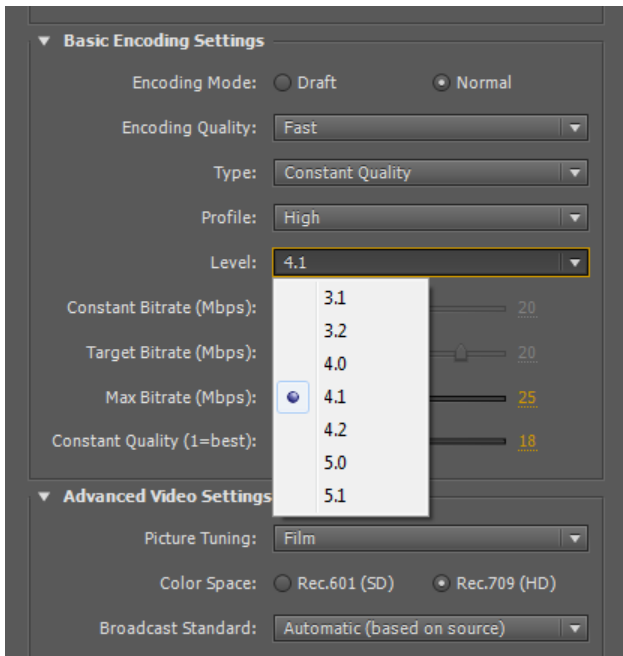 Basic Encoding Settings
Encoding Mode: Draft Normal
Encoding Quality: Fast
Type: Constant Quality
Profile: High
Level: 4.1
3.1
Constant Bitrate (Mbps): 20
3.2
Target Bitrate (Mbps): 20
4.0
Max Bitrate (Mbps): 4.1 25
4.2
Constant Quality (1=best): 18
5.0
Advanced Video Settings
5.1
Picture Tuning: Film
Color Space: Rec.601 (SD) Rec.709 (HD)
Broadcast Standard: Automatic (based on source)